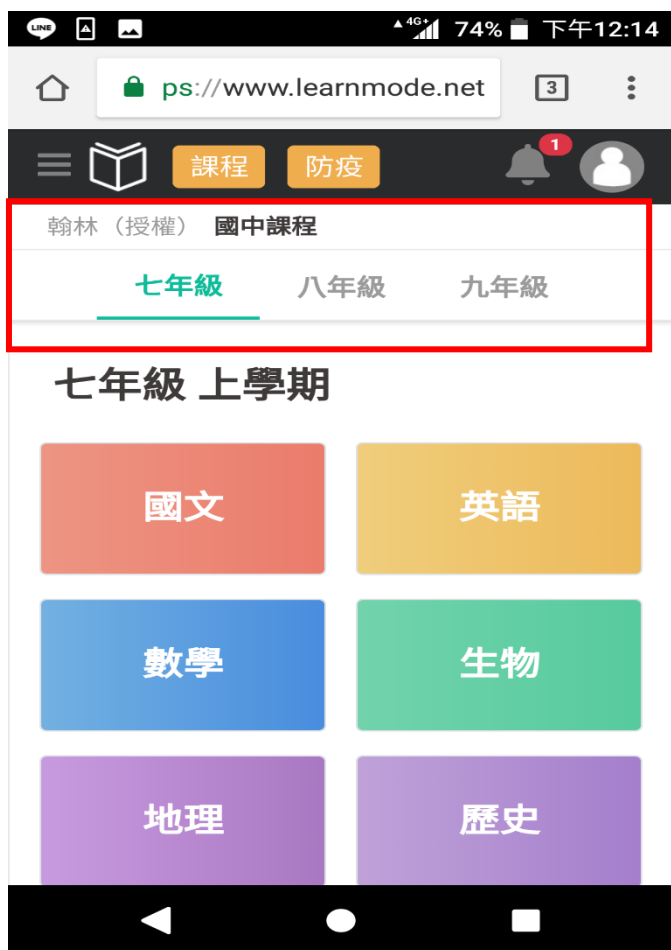 LINE 4G+ 74% 下午12:14
ps://www.learnmode.net 3
課程 防疫 1
翰林（授權） 國中課程
七年級 八年級 九年級
七年級 上學期
國文 英語
數學 生物
地理 歷史